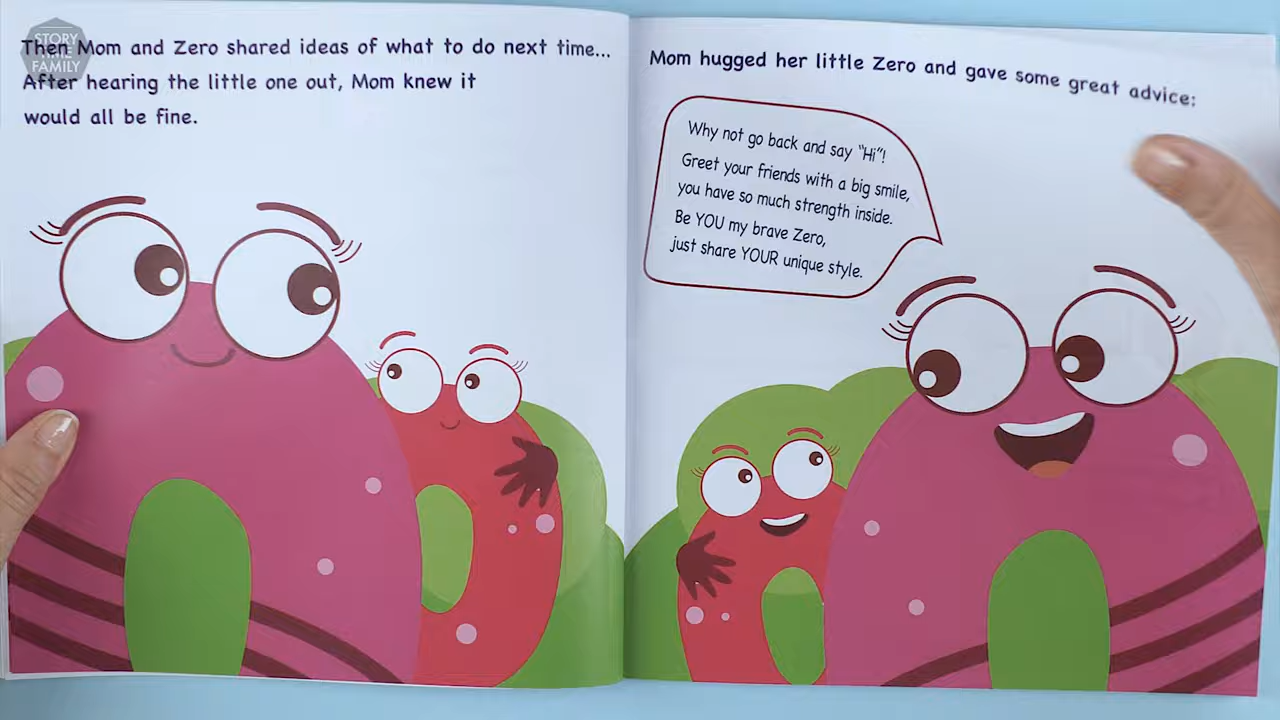 STORY
TIME
FAMILY
Then Mom and Zero shared ideas of what to do next time...
After hearing the little one out, Mom knew it
would all be fine.
Mom hugged her little Zero and gave some great advice:
Why not go back and say "Hi"!
Greet your friends with a big smile,
you have so much strength inside.
Be YOU my brave Zero,
just share YOUR unique style.